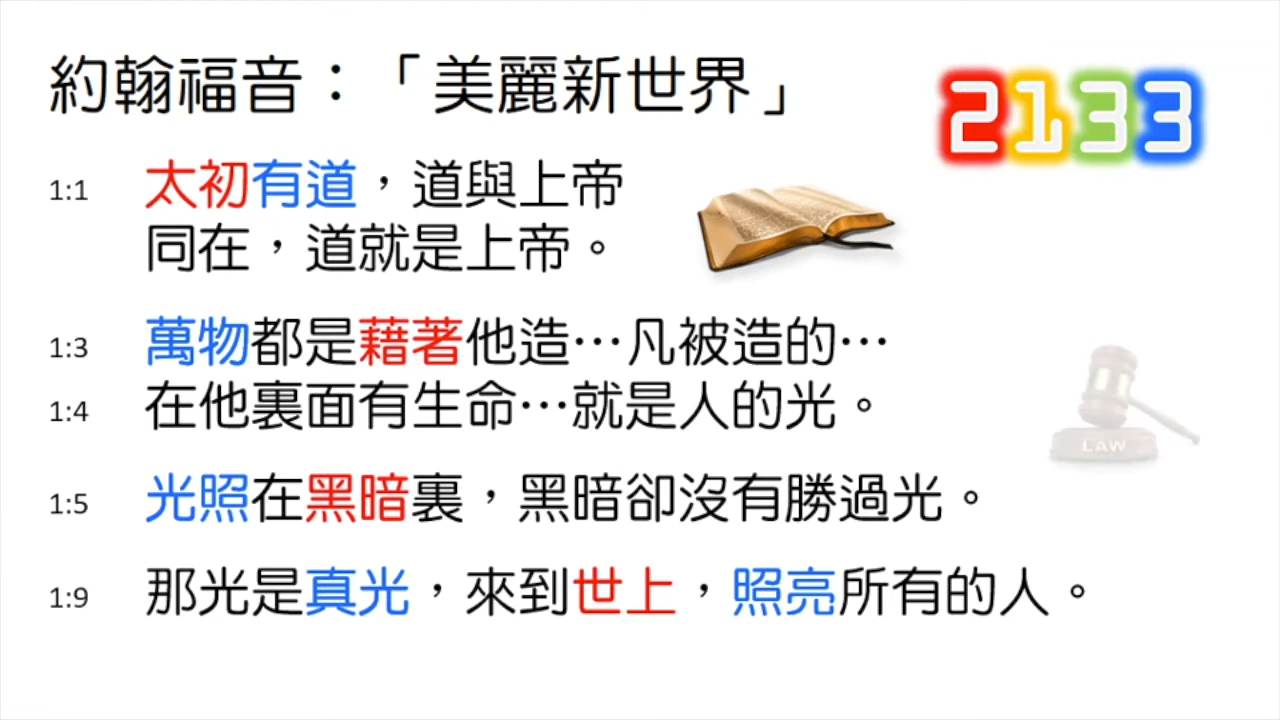 約翰福音：「美麗新世界」
2133
1:1 太初有道，道與上帝
同在，道就是上帝。
1:3 萬物都是藉著他造…凡被造的…
1:4 在他裏面有生命…就是人的光。
LAW
1:5 光照在黑暗裏，黑暗卻沒有勝過光。
1:9 那光是真光，來到世上，照亮所有的人。